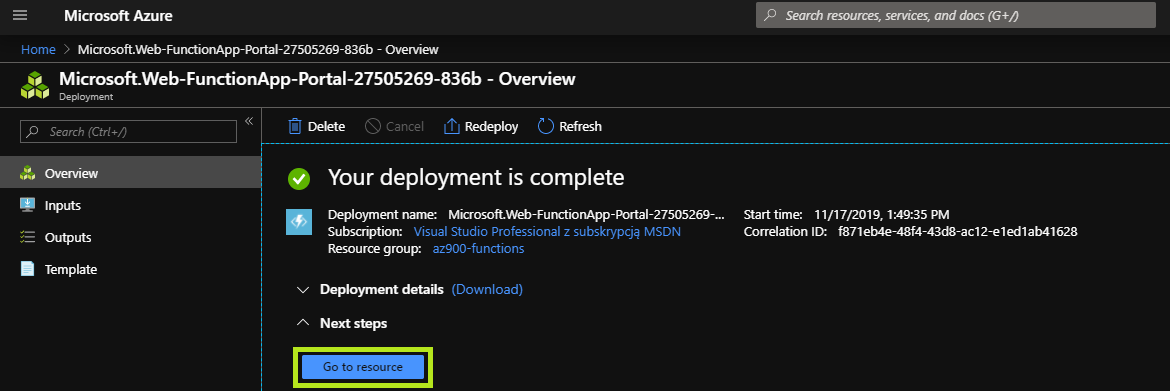 Microsoft Azure
Search resources, services, and docs (G+/)
Home > Microsoft.Web-FunctionApp-Portal-27505269-836b - Overview
Microsoft.Web-FunctionApp-Portal-27505269-836b - Overview
Deployment
Search (Ctrl+/)
«
Overview
Inputs
Outputs
Template
Delete Cancel Redeploy Refresh
Your deployment is complete
Deployment name: Microsoft.Web-FunctionApp-Portal-27505269-...
Subscription: Visual Studio Professional z subskrypcją MSDN
Resource group: az900-functions
Start time: 11/17/2019, 1:49:35 PM
Correlation ID: f871eb4e-48f4-43d8-ac12-e1ed1ab41628
Deployment details (Download)
Next steps
Go to resource